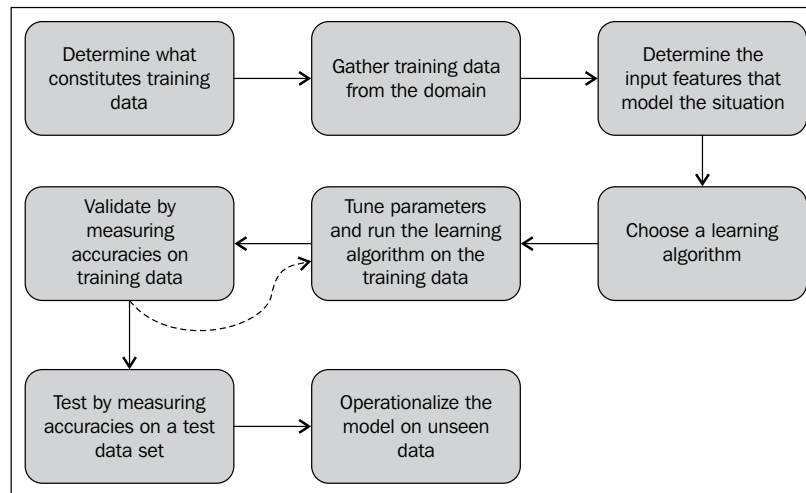 Determine what
constitutes training
data
Gather training data
from the domain
Determine the
input features that
model the situation
Choose a learning
algorithm
Tune parameters
and run the learning
algorithm on the
training data
Validate by
measuring
accuracies on
training data
Test by measuring
accuracies on a test
data set
Operationalize the
model on unseen
data